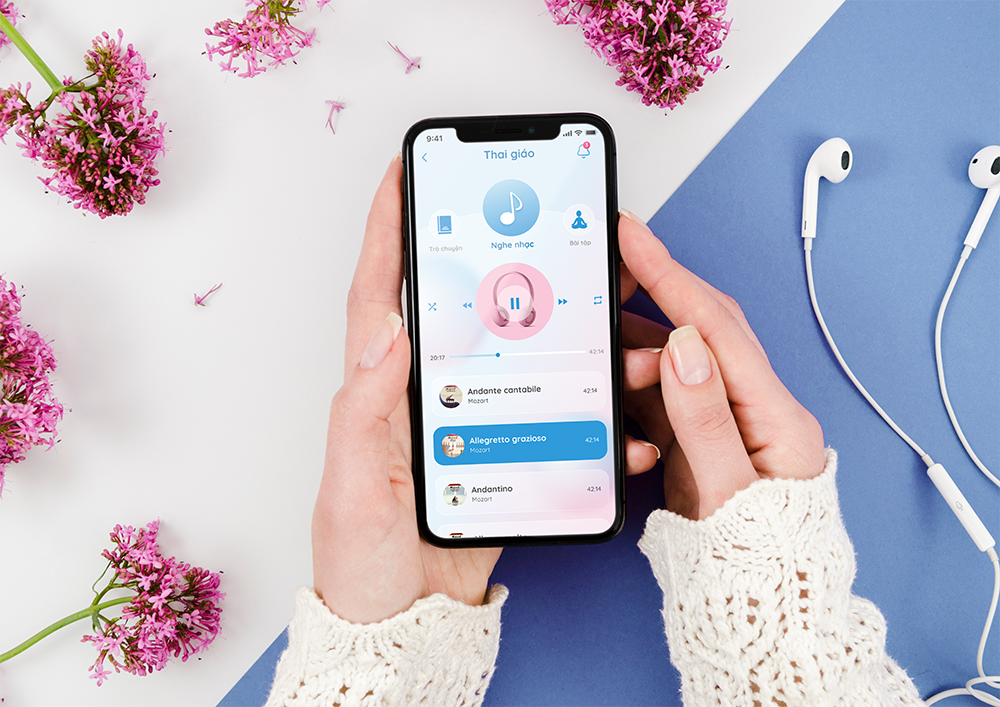 9:41
Thai giáo
Trò chuyện
Nghe nhạc
Bài tập
20:17
42:14
Andante cantabile
42:14
Mozart
Allegretto grazioso
42:14
Mozart
Andantino
42:14
Mozart